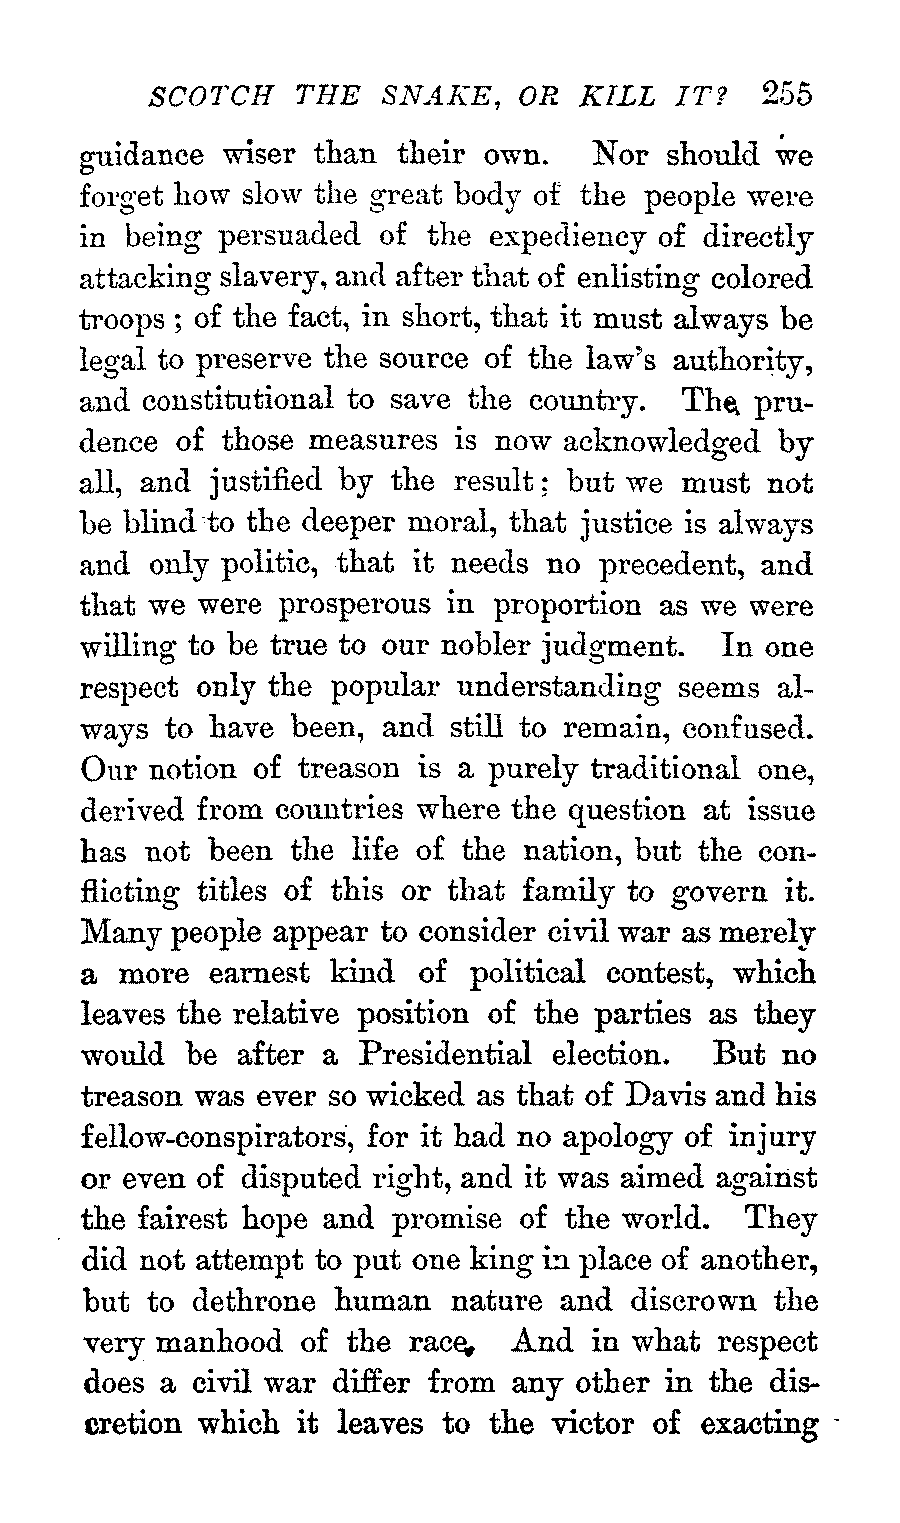 SCOTCH THE SNAKE, OR KILL IT? 255
guidance wiser than their own. Nor should we
forget how slow the great body of the people were
in being persuaded of the expediency of directly
attacking slavery, and after that of enlisting colored
troops ; of the fact, in short, that it must always be
legal to preserve the source of the law's authority,
and constitutional to save the country. The pru-
dence of those measures is now acknowledged by
all, and justified by the result; but we must not
be blind to the deeper moral, that justice is always
and only politic, that it needs no precedent, and
that we were prosperous in proportion as we were
willing to be true to our nobler judgment. In one
respect only the popular understanding seems al-
ways to have been, and still to remain, confused.
Our notion of treason is a purely traditional one,
derived from countries where the question at issue
has not been the life of the nation, but the con-
flicting titles of this or that family to govern it.
Many people appear to consider civil war as merely
a more earnest kind of political contest, which
leaves the relative position of the parties as they
would be after a Presidential election. But no
treason was ever so wicked as that of Davis and his
fellow-conspirators, for it had no apology of injury
or even of disputed right, and it was aimed against
the fairest hope and promise of the world. They
did not attempt to put one king in place of another,
but to dethrone human nature and discrown the
very manhood of the race. And in what respect
does a civil war differ from any other in the dis-
cretion which it leaves to the victor of exacting